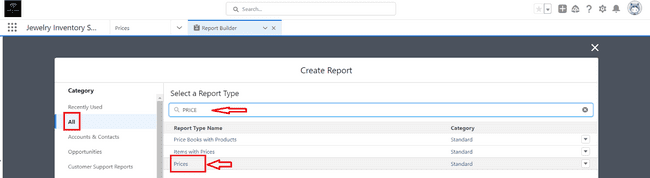 Search...
Jewelry Inventory S...
Prices
Report Builder
Create Report
Category
Recently Used
All
Accounts & Contacts
Opportunities
Customer Support Reports
Select a Report Type
PRICE
Report Type Name Category
Price Books with Products Standard
Items with Prices Standard
Prices Standard